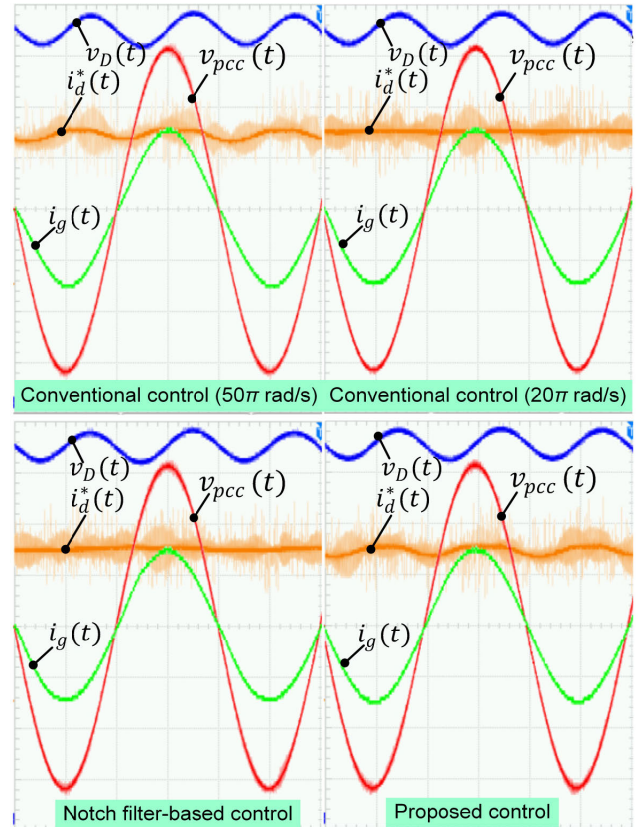 v_D(t)
i_d^*(t)
v_pcc(t)
i_g(t)
Conventional control (50π rad/s)
v_D(t)
i_d^*(t)
v_pcc(t)
i_g(t)
Conventional control (20π rad/s)
v_D(t)
i_d^*(t)
v_pcc(t)
i_g(t)
Notch filter-based control
v_D(t)
i_d^*(t)
v_pcc(t)
i_g(t)
Proposed control